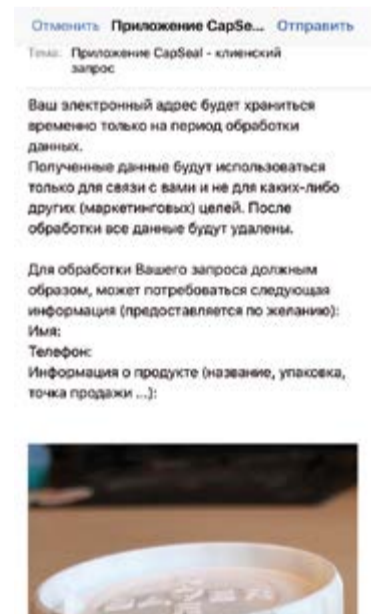 Отменить Приложение CapSe... Отправить
Тема: Приложение CapSeal - клиенский
запрос
Ваш электронный адрес будет храниться
временно только на период обработки
данных.
Полученные данные будут использоваться
только для связи с вами и не для каких-либо
других (маркетинговых) целей. После
обработки все данные будут удалены.
Для обработки Вашего запроса должным
образом, может потребоваться следующая
информация (предоставляется по желанию):
Имя:
Телефон:
Информация о продукте (название, упаковка,
точка продажи ...):